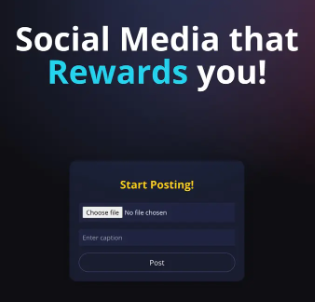 Social Media that
Rewards you!
Start Posting!
Choose file No file chosen
Enter caption
Post